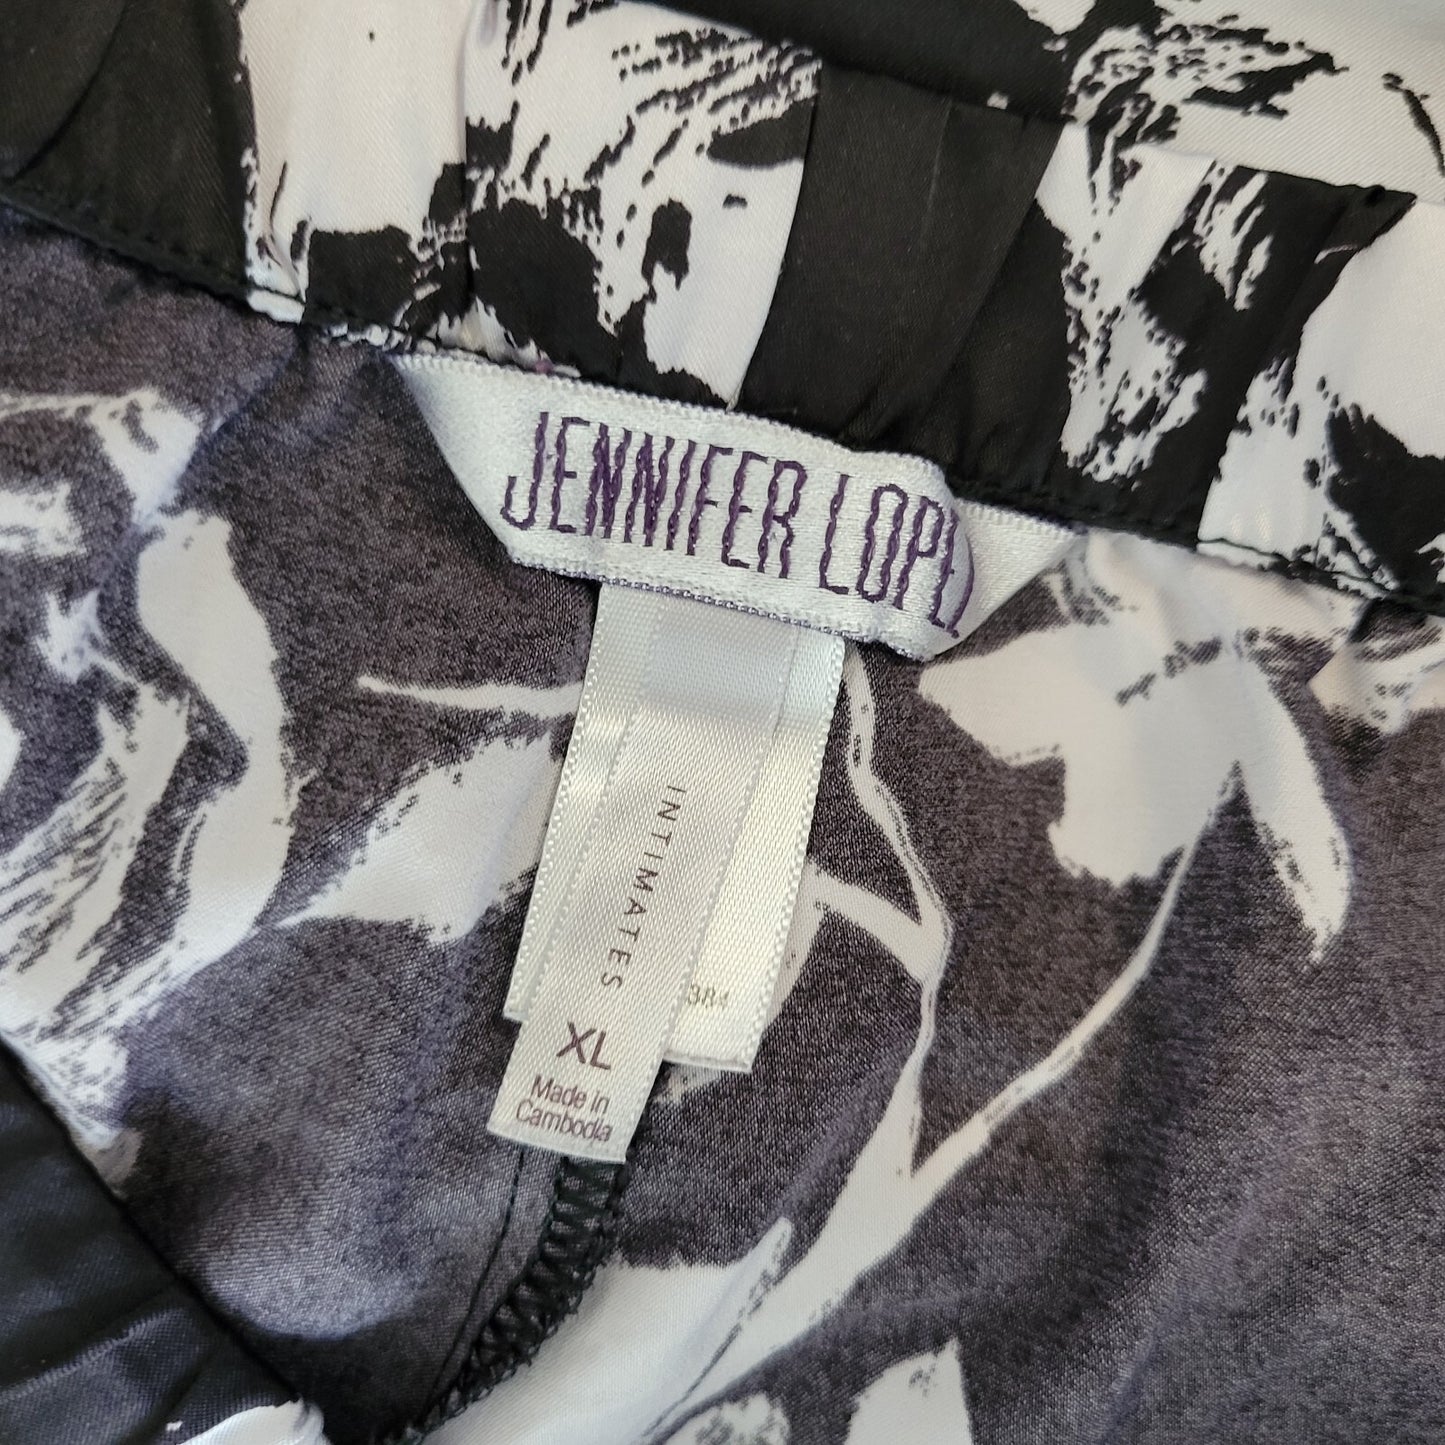 JENNIFER LOPE
INTIMATES
XL
Made in
Cambodia